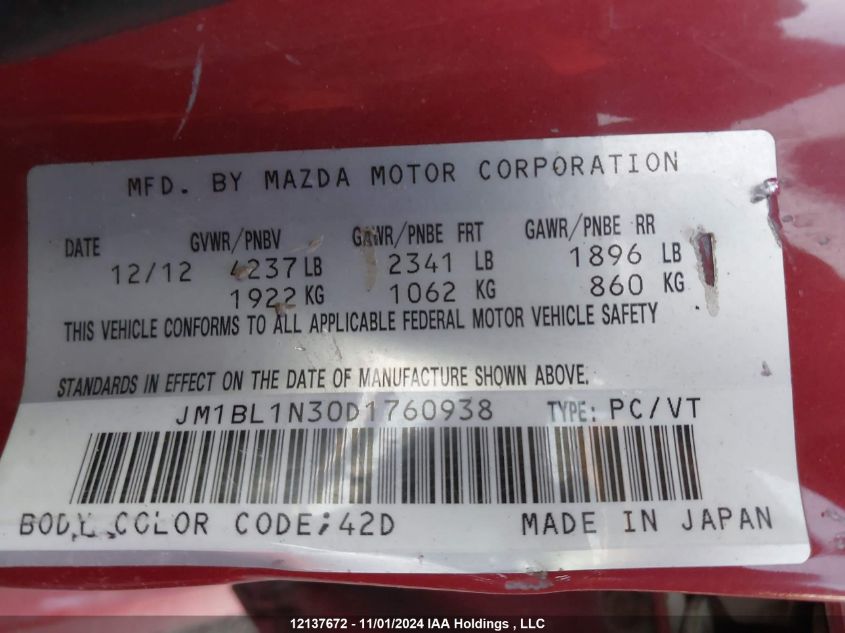 MFD. BY MAZDA MOTOR CORPORATION
DATE GVWR/PNBV GAWR/PNBE FRT GAWR/PNBE RR
12/12 4237 LB 2341 LB 1896 LB
1922 KG 1062 KG 860 KG
THIS VEHICLE CONFORMS TO ALL APPLICABLE FEDERAL MOTOR VEHICLE SAFETY
STANDARDS IN EFFECT ON THE DATE OF MANUFACTURE SHOWN ABOVE.
JM1BL1N30D1760938 TYPE: PC/VT
BODY COLOR CODE;42D MADE IN JAPAN
12137672 - 11/01/2024 IAA Holdings , LLC